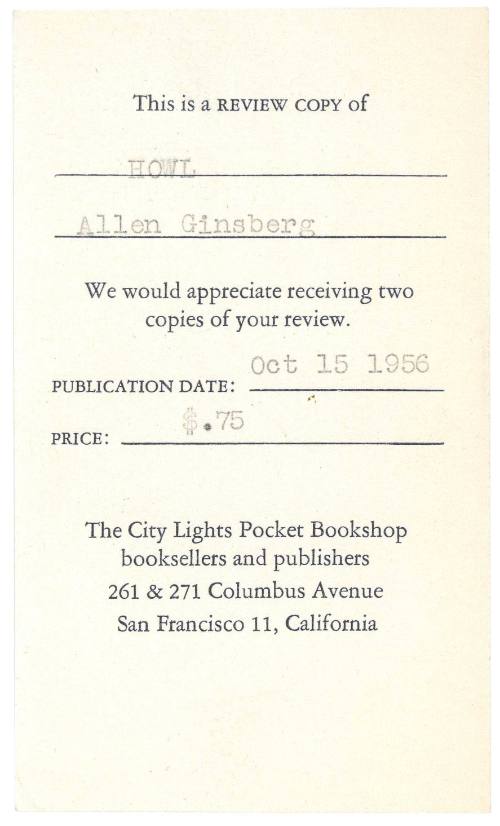 This is a REVIEW COPY of
HOWL
Allen Ginsberg
We would appreciate receiving two
copies of your review.
PUBLICATION DATE: Oct 15 1956
PRICE: $.75
The City Lights Pocket Bookshop
booksellers and publishers
261 & 271 Columbus Avenue
San Francisco 11, California